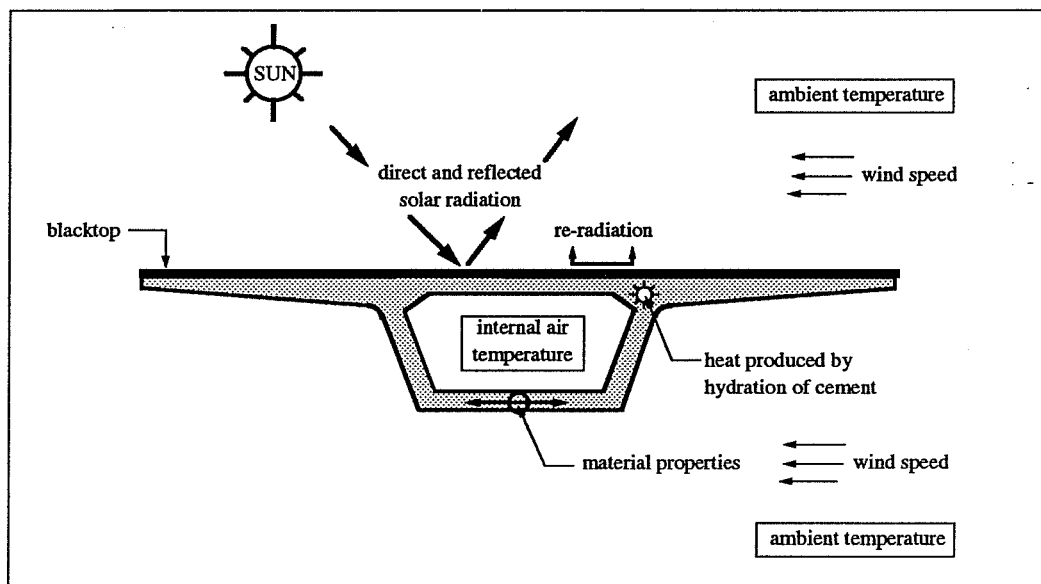 SUN
ambient temperature
direct and reflected
solar radiation
wind speed
blacktop
re-radiation
internal air
temperature
heat produced by
hydration of cement
material properties
wind speed
ambient temperature